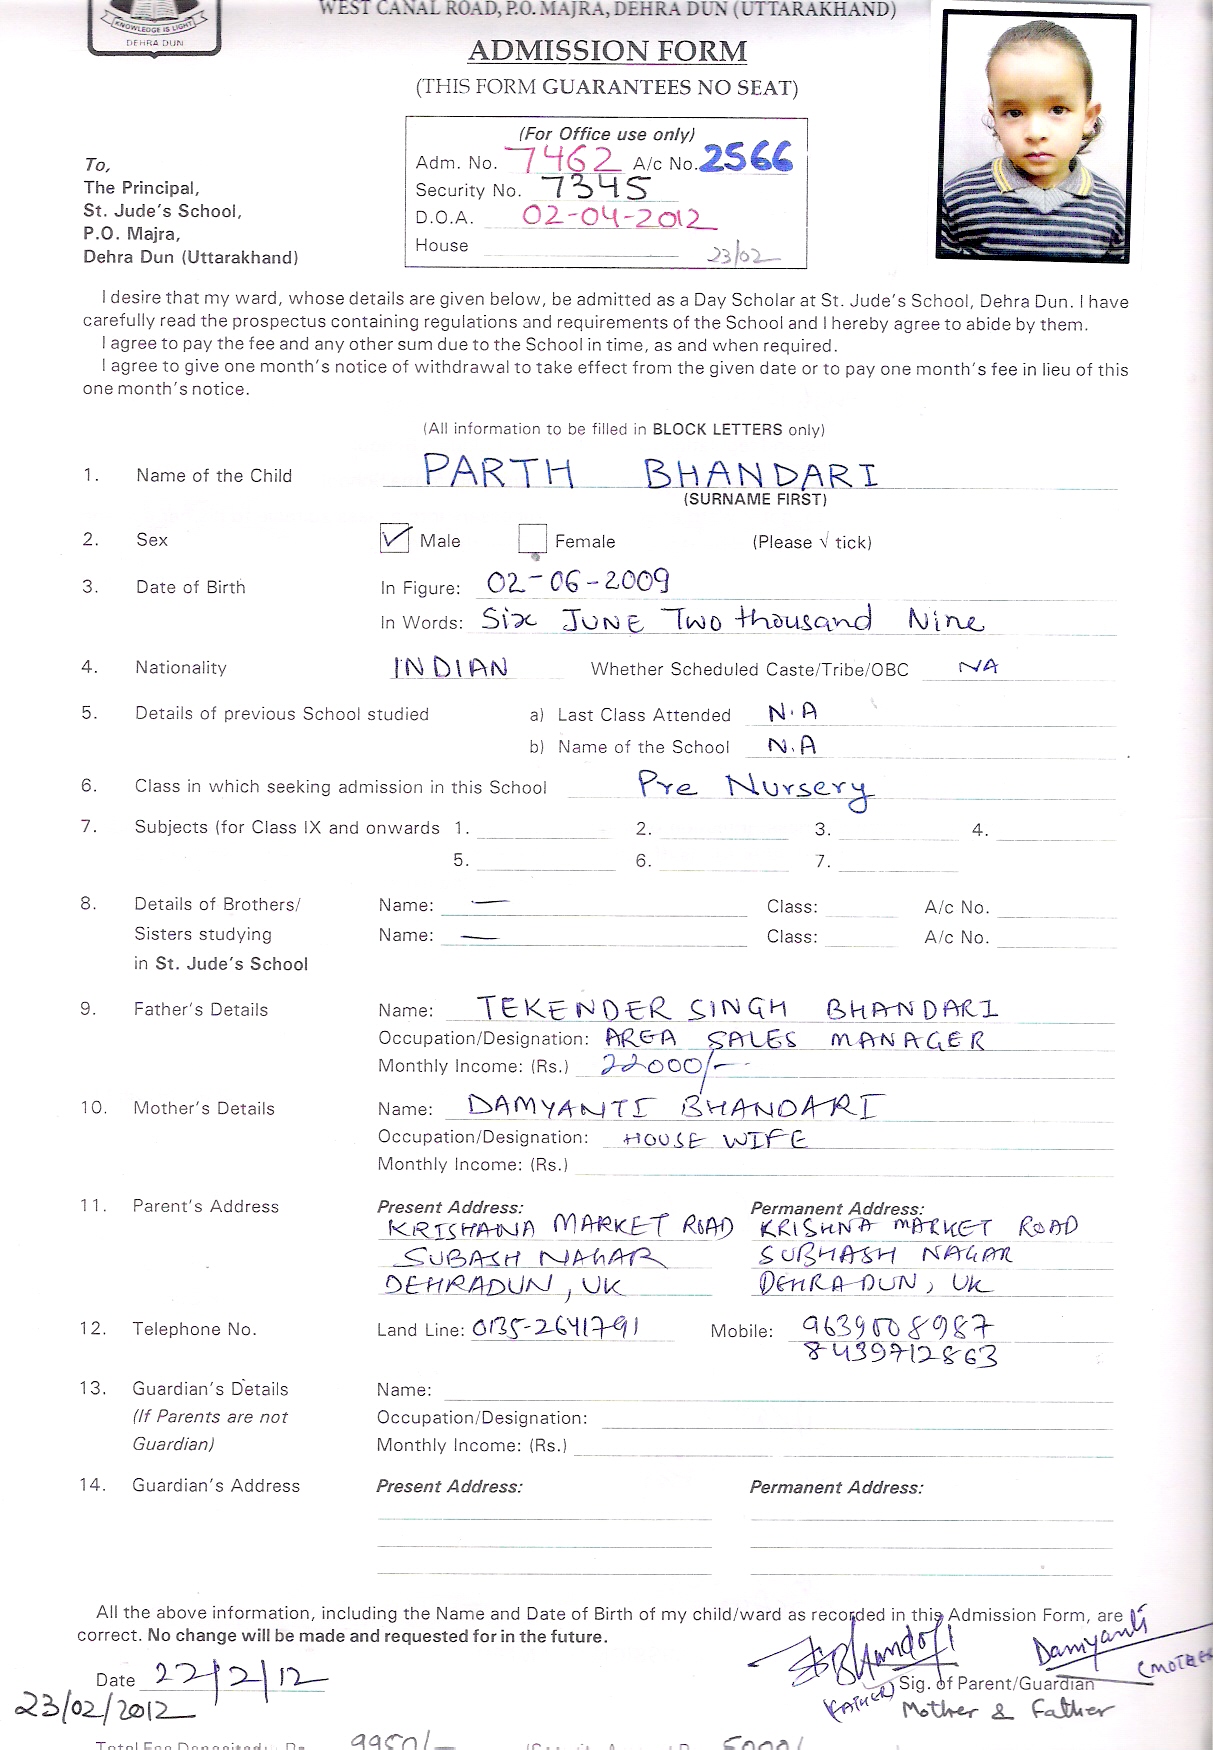 KNOWLEDGE IS LIGHT
DEHRA DUN
WEST CANAL ROAD, P.O. MAJRA, DEHRA DUN (UTTARAKHAND)
ADMISSION FORM
(THIS FORM GUARANTEES NO SEAT)
(For Office use only)
Adm. No. 7462 A/c No. 2566
Security No. 7345
D.O.A. 02-04-2012
House
23/02
To,
The Principal,
St. Jude's School,
P.O. Majra,
Dehra Dun (Uttarakhand)
I desire that my ward, whose details are given below, be admitted as a Day Scholar at St. Jude's School, Dehra Dun. I have
carefully read the prospectus containing regulations and requirements of the School and I hereby agree to abide by them.
I agree to pay the fee and any other sum due to the School in time, as and when required.
I agree to give one month's notice of withdrawal to take effect from the given date or to pay one month's fee in lieu of this
one month's notice.
(All information to be filled in BLOCK LETTERS only)
1. Name of the Child PARTH BHANDARI
(SURNAME FIRST)
2. Sex ✓ Male Female (Please √ tick)
3. Date of Birth In Figure: 02-06-2009
In Words: Six JUNE Two thousand Nine
4. Nationality INDIAN Whether Scheduled Caste/Tribe/OBC NA
5. Details of previous School studied a) Last Class Attended N.A
b) Name of the School N.A
6. Class in which seeking admission in this School Pre Nursery
7. Subjects (for Class IX and onwards 1. 2. 3. 4.
5. 6. 7.
8. Details of Brothers/ Name: — Class: A/c No.
Sisters studying Name: — Class: A/c No.
in St. Jude's School
9. Father's Details Name: TEKENDER SINGH BHANDARI
Occupation/Designation: AREA SALES MANAGER
Monthly Income: (Rs.) 22000/-
10. Mother's Details Name: DAMYANTI BHANDARI
Occupation/Designation: HOUSE WIFE
Monthly Income: (Rs.)
11. Parent's Address Present Address: Permanent Address:
KRISHANA MARKET ROAD KRISHNA MARKET ROAD
SUBASH NAGAR SUBHASH NAGAR
DEHRADUN, UK DEHRADUN, UK
12. Telephone No. Land Line: 0135-2641791 Mobile: 9639008987
8439712863
13. Guardian's Details Name:
(If Parents are not Occupation/Designation:
Guardian) Monthly Income: (Rs.)
14. Guardian's Address Present Address: Permanent Address:
All the above information, including the Name and Date of Birth of my child/ward as recorded in this Admission Form, are
correct. No change will be made and requested for in the future.
Damyanti
(MOTHER
Date 22/2/12
(FATHER) Sig. of Parent/Guardian
23/02/2012
Mother & Father
Total Fee Deposited: Rs. 9950/- 5000/